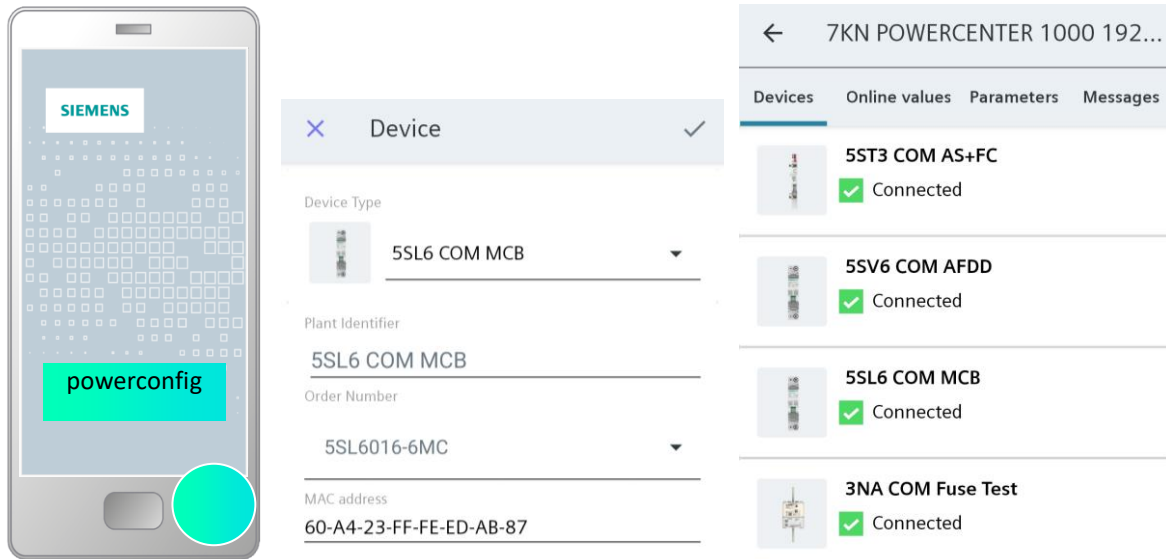 SIEMENS
powerconfig
Device
Device Type
5SL6 COM MCB
Plant Identifier
5SL6 COM MCB
Order Number
5SL6016-6MC
MAC address
60-A4-23-FF-FE-ED-AB-87
7KN POWERCENTER 1000 192...
Devices Online values Parameters Messages
5ST3 COM AS+FC
Connected
5SV6 COM AFDD
Connected
5SL6 COM MCB
Connected
3NA COM Fuse Test
Connected